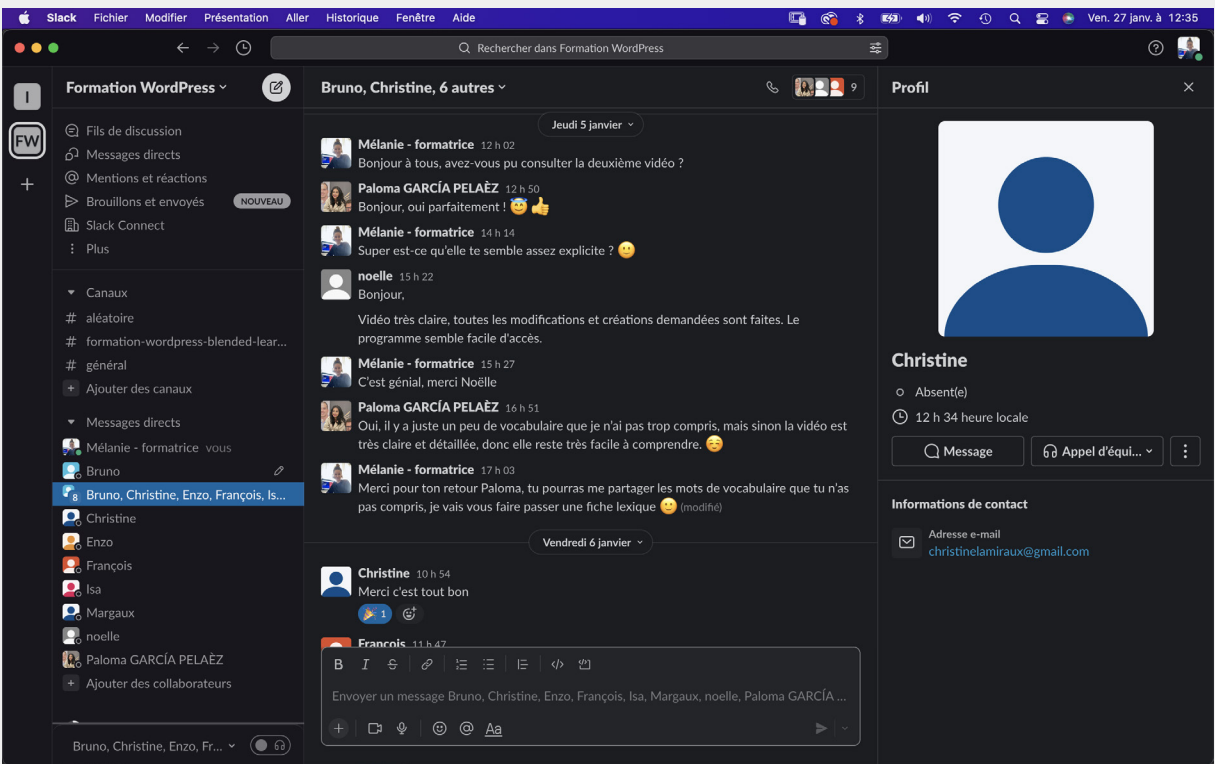 Slack Fichier Modifier Présentation Aller Historique Fenêtre Aide Ven. 27 janv. à 12:35
Rechercher dans Formation WordPress
I
FW
Formation WordPress
Fils de discussion
Messages directs
Mentions et réactions
Brouillons et envoyés NOUVEAU
Slack Connect
Plus
Canaux
# aléatoire
# formation-wordpress-blended-lear...
# général
+ Ajouter des canaux
Messages directs
Mélanie - formatrice vous
Bruno
8 Bruno, Christine, Enzo, François, Is...
Christine
Enzo
François
Isa
Margaux
noelle
Paloma GARCÍA PELAÈZ
+ Ajouter des collaborateurs
Bruno, Christine, Enzo, Fr...
Bruno, Christine, 6 autres
9
Jeudi 5 janvier
Mélanie - formatrice 12 h 02
Bonjour à tous, avez-vous pu consulter la deuxième vidéo ?
Paloma GARCÍA PELAÈZ 12 h 50
Bonjour, oui parfaitement ! 😇 👍
Mélanie - formatrice 14 h 14
Super est-ce qu'elle te semble assez explicite ? 🙂
noelle 15 h 22
Bonjour,
Vidéo très claire, toutes les modifications et créations demandées sont faites. Le
programme semble facile d'accès.
Mélanie - formatrice 15 h 27
C'est génial, merci Noëlle
Paloma GARCÍA PELAÈZ 16 h 51
Oui, il y a juste un peu de vocabulaire que je n'ai pas trop compris, mais sinon la vidéo est
très claire et détaillée, donc elle reste très facile à comprendre. ☺️
Mélanie - formatrice 17 h 03
Merci pour ton retour Paloma, tu pourras me partager les mots de vocabulaire que tu n'as
pas compris, je vais vous faire passer une fiche lexique 🙂 (modifié)
Vendredi 6 janvier
Christine 10 h 54
Merci c'est tout bon
🎉 1
François 11 h 47
B I S
Envoyer un message Bruno, Christine, Enzo, François, Isa, Margaux, noelle, Paloma GARCÍA ...
+ @ Aa
Profil
Christine
Absent(e)
12 h 34 heure locale
Message
Appel d'équi...
Informations de contact
Adresse e-mail
christinelamiraux@gmail.com